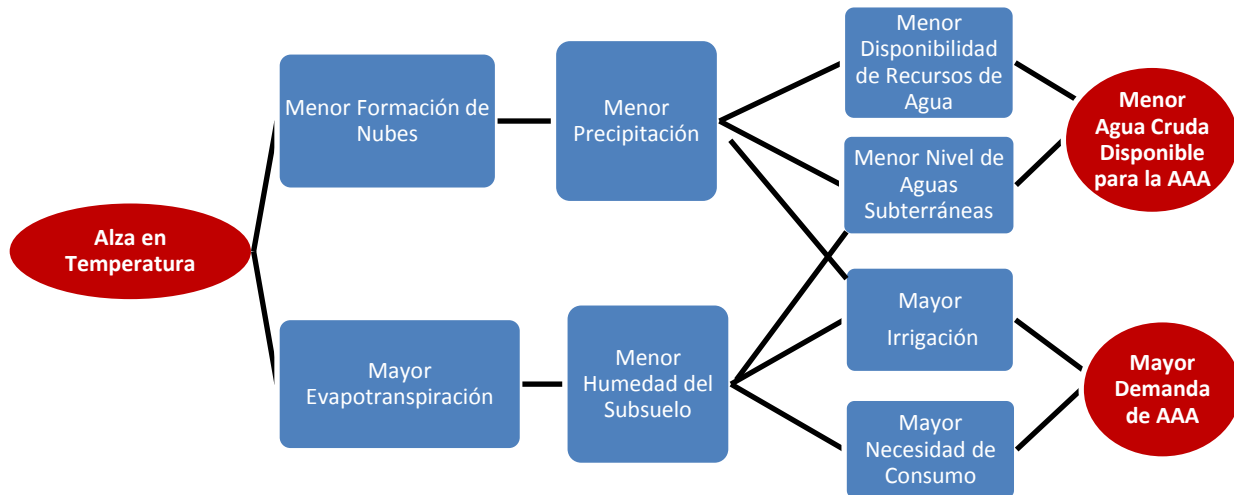 Alza en
Temperatura
Menor Formación de
Nubes
Mayor
Evapotranspiración
Menor
Precipitación
Menor
Humedad del
Subsuelo
Menor
Disponibilidad
de Recursos de
Agua
Menor Nivel de
Aguas
Subterráneas
Mayor
Irrigación
Mayor
Necesidad de
Consumo
Menor
Agua Cruda
Disponible
para la AAA
Mayor
Demanda
de AAA